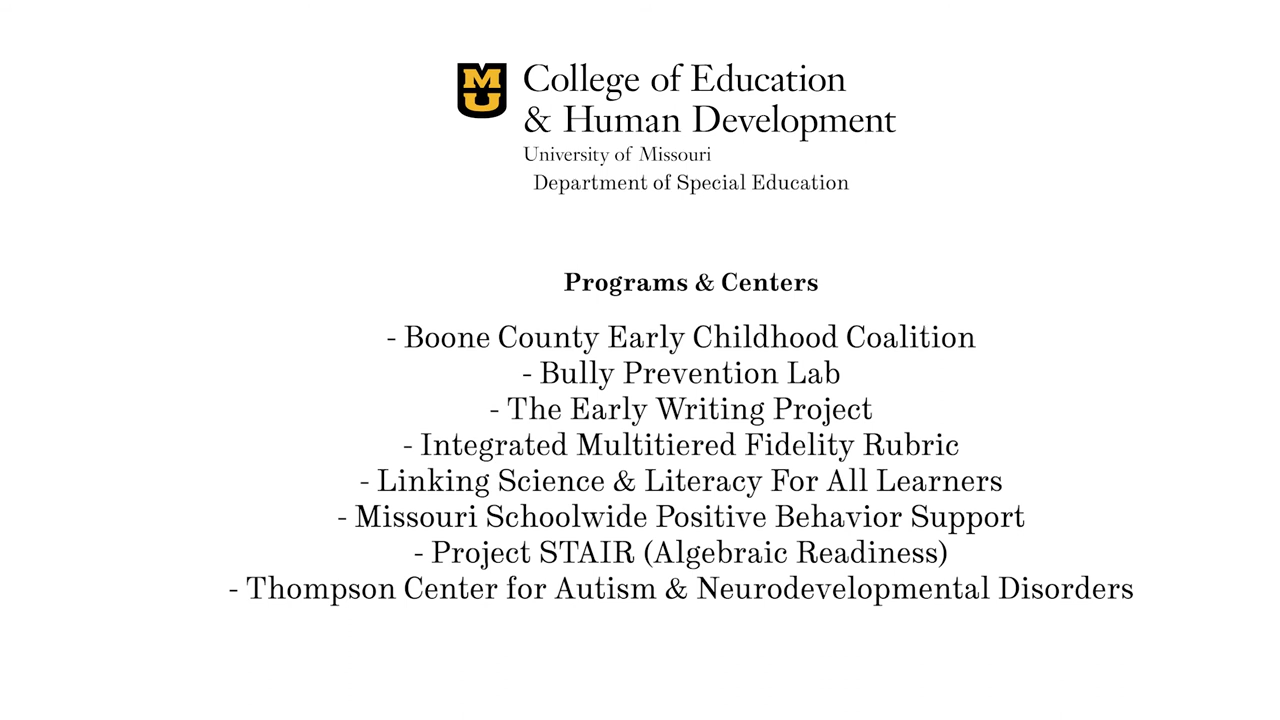 MU
College of Education
& Human Development
University of Missouri
Department of Special Education
Programs & Centers
- Boone County Early Childhood Coalition
- Bully Prevention Lab
- The Early Writing Project
- Integrated Multitiered Fidelity Rubric
- Linking Science & Literacy For All Learners
- Missouri Schoolwide Positive Behavior Support
- Project STAIR (Algebraic Readiness)
- Thompson Center for Autism & Neurodevelopmental Disorders